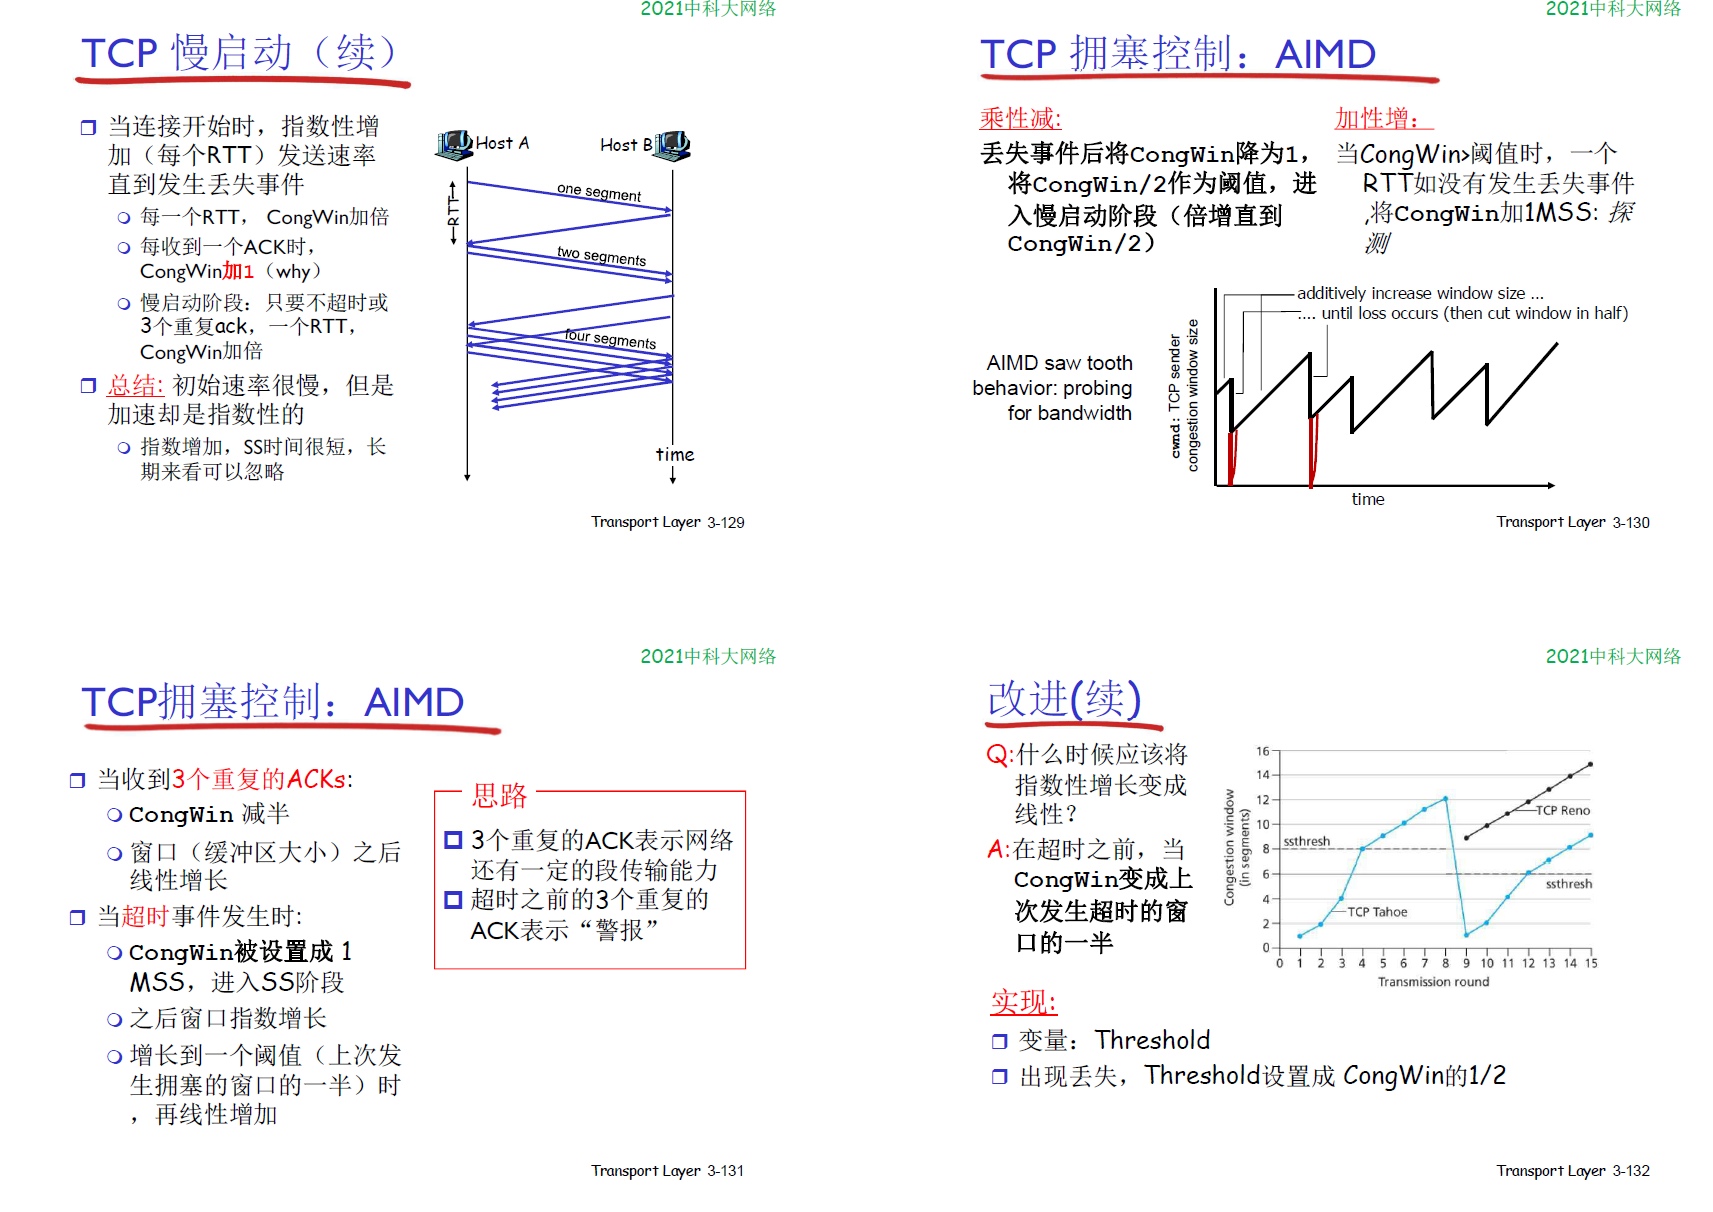 2021中科大网络
TCP 慢启动（续）
当连接开始时，指数性增
加（每个RTT）发送速率
直到发生丢失事件
每一个RTT， CongWin加倍
每收到一个ACK时，
CongWin加1（why）
慢启动阶段：只要不超时或
3个重复ack，一个RTT，
CongWin加倍
总结: 初始速率很慢，但是
加速却是指数性的
指数增加，SS时间很短，长
期来看可以忽略
Host A
Host B
RTT
one segment
two segments
four segments
time
Transport Layer 3-129
2021中科大网络
TCP 拥塞控制：AIMD
乘性减:
丢失事件后将CongWin降为1，
将CongWin/2作为阈值，进
入慢启动阶段（倍增直到
CongWin/2）
加性增：
当CongWin>阈值时，一个
RTT如没有发生丢失事件
,将CongWin加1MSS: 探
测
additively increase window size ...
.... until loss occurs (then cut window in half)
AIMD saw tooth
behavior: probing
for bandwidth
cwnd: TCP sender
congestion window size
time
Transport Layer 3-130
2021中科大网络
TCP拥塞控制：AIMD
当收到3个重复的ACKs:
CongWin 减半
窗口（缓冲区大小）之后
线性增长
当超时事件发生时:
CongWin被设置成 1
MSS，进入SS阶段
之后窗口指数增长
增长到一个阈值（上次发
生拥塞的窗口的一半）时
，再线性增加
思路
3个重复的ACK表示网络
还有一定的段传输能力
超时之前的3个重复的
ACK表示“警报”
Transport Layer 3-131
2021中科大网络
改进(续)
Q:什么时候应该将
指数性增长变成
线性？
A:在超时之前，当
CongWin变成上
次发生超时的窗
口的一半
Congestion window
(in segments)
16
14
12
10
8
6
4
2
0
ssthresh
TCP Reno
ssthresh
TCP Tahoe
0 1 2 3 4 5 6 7 8 9 10 11 12 13 14 15
Transmission round
实现:
变量：Threshold
出现丢失，Threshold设置成 CongWin的1/2
Transport Layer 3-132